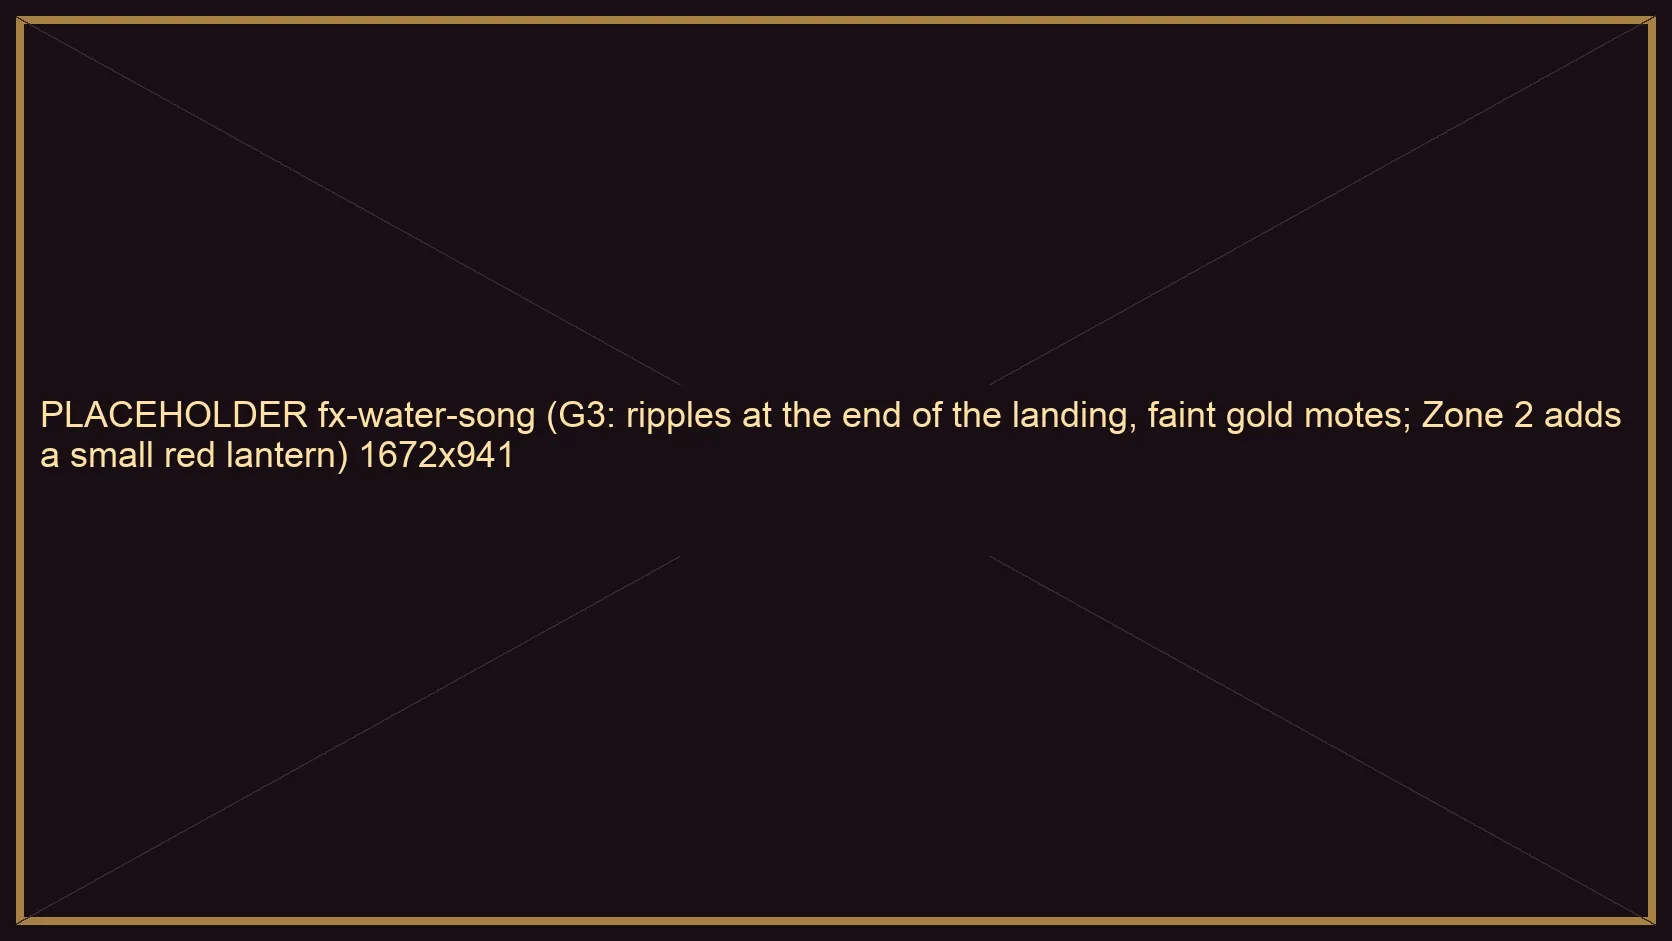 PLACEHOLDER fx-water-song (G3: ripples at the end of the landing, faint gold motes; Zone 2 adds
a small red lantern) 1672x941